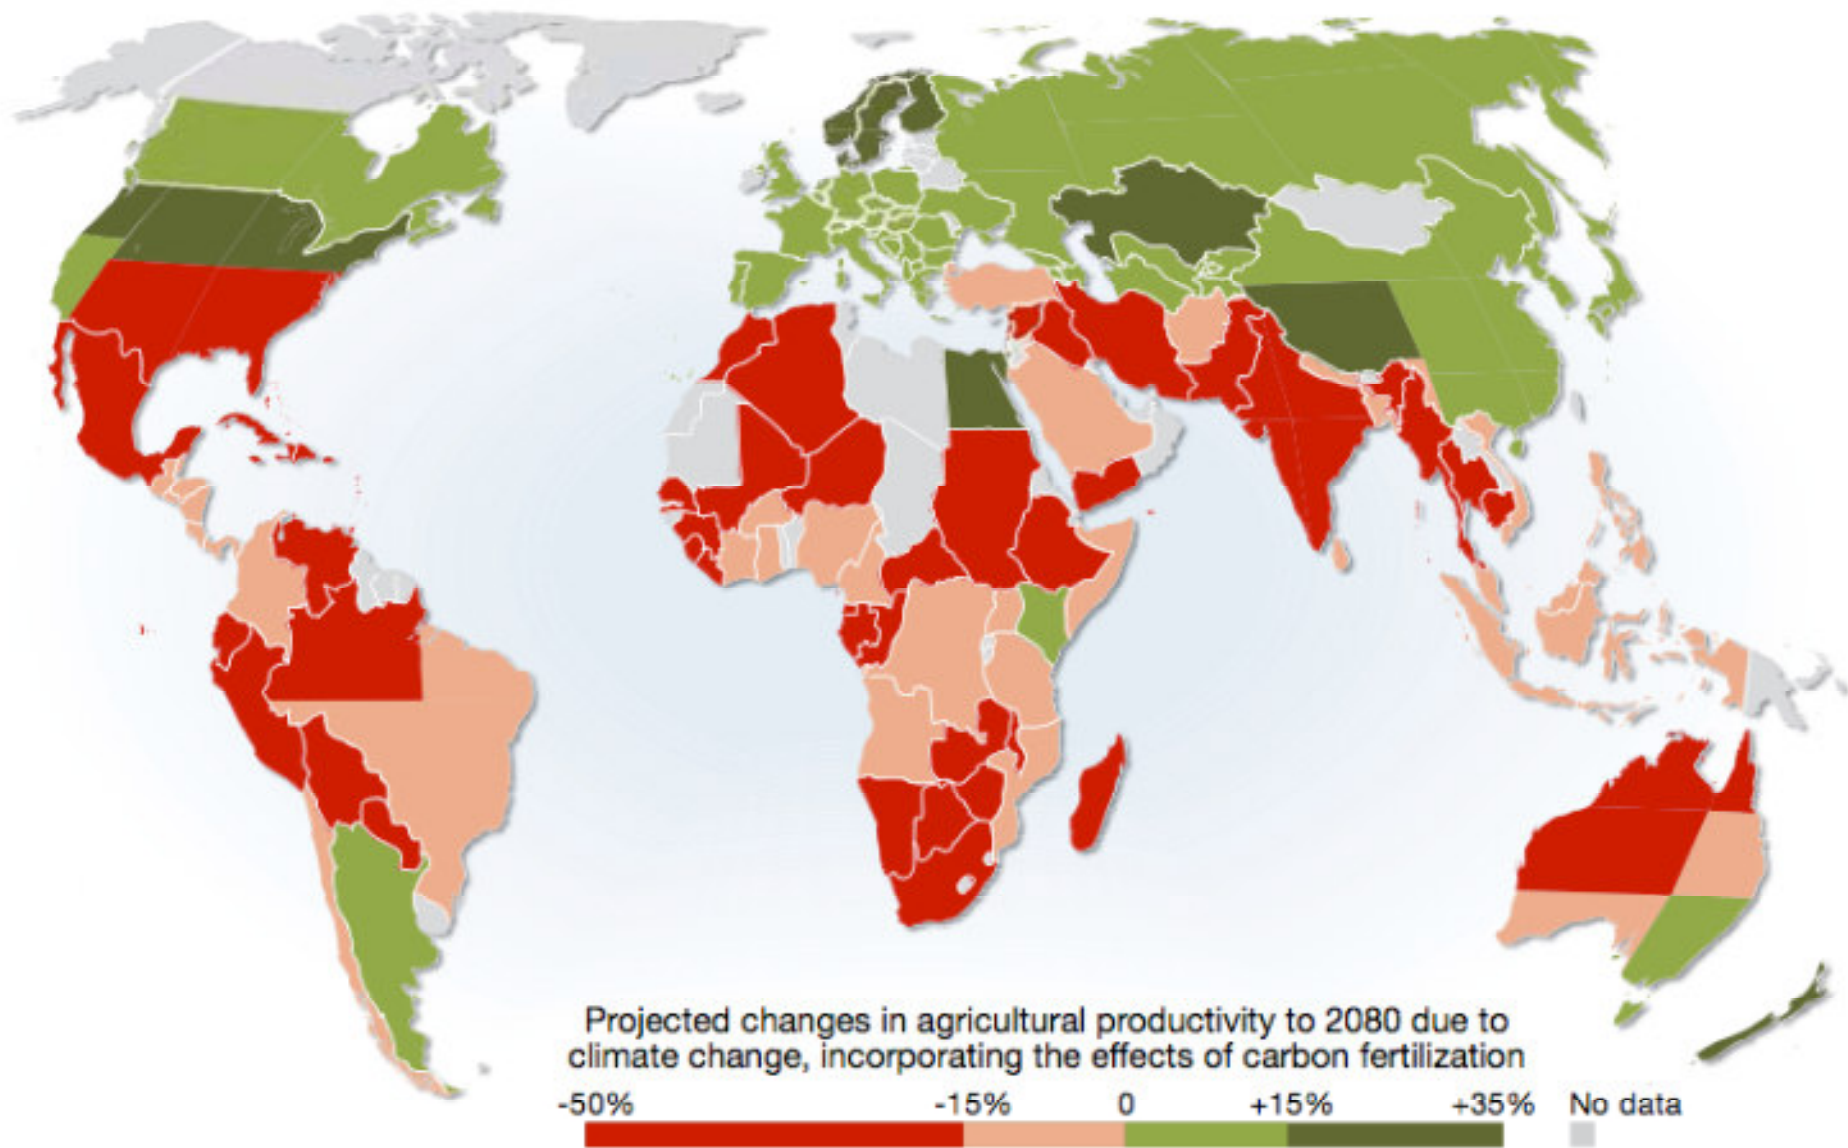 Projected changes in agricultural productivity to 2080 due to
climate change, incorporating the effects of carbon fertilization
-50% -15% 0 +15% +35% No data